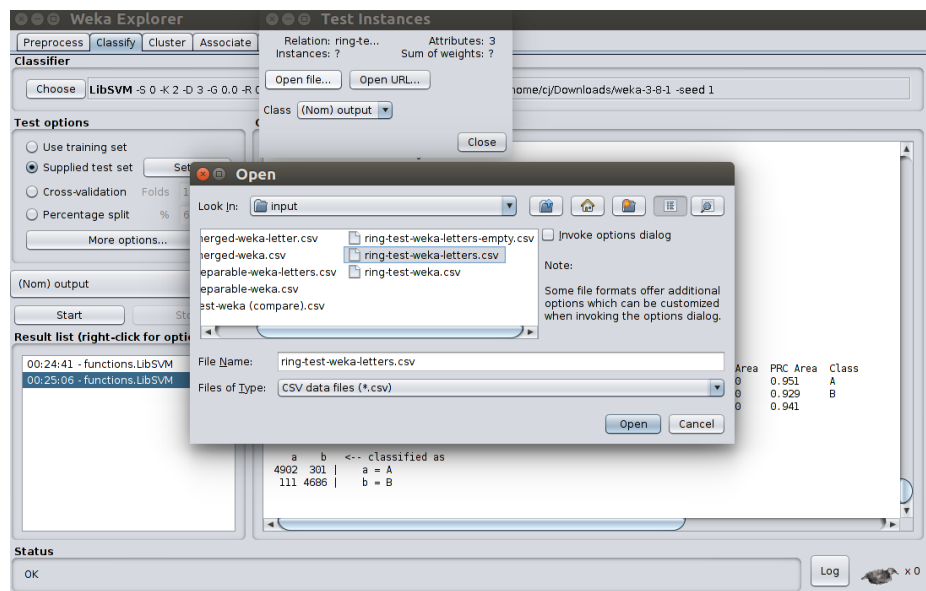 Weka Explorer
Test Instances
Preprocess Classify Cluster Associate
Relation: ring-te... Attributes: 3
Instances: ? Sum of weights: ?
Classifier
Open file... Open URL...
Choose LibSVM -S 0 -K 2 -D 3 -G 0.0 -R home/cj/Downloads/weka-3-8-1 -seed 1
Class (Nom) output
Test options
Close
Use training set
Supplied test set Set
Cross-validation Folds 1
Percentage split % 6
More options...
(Nom) output
Start
Result list (right-click for opti
00:24:41 - functions.LibSVM
00:25:06 - functions.LibSVM
Open
Look In: input
merged-weka-letter.csv ring-test-weka-letters-empty.csv
merged-weka.csv ring-test-weka-letters.csv
eparable-weka-letters.csv ring-test-weka.csv
eparable-weka.csv
est-weka (compare).csv
Invoke options dialog
Note:
Some file formats offer additional
options which can be customized
when invoking the options dialog.
File Name: ring-test-weka-letters.csv
Files of Type: CSV data files (*.csv)
Open Cancel
Area PRC Area Class
0 0.951 A
0 0.929 B
0 0.941
a b <-- classified as
4902 301 | a = A
111 4686 | b = B
Status
OK
Log x 0